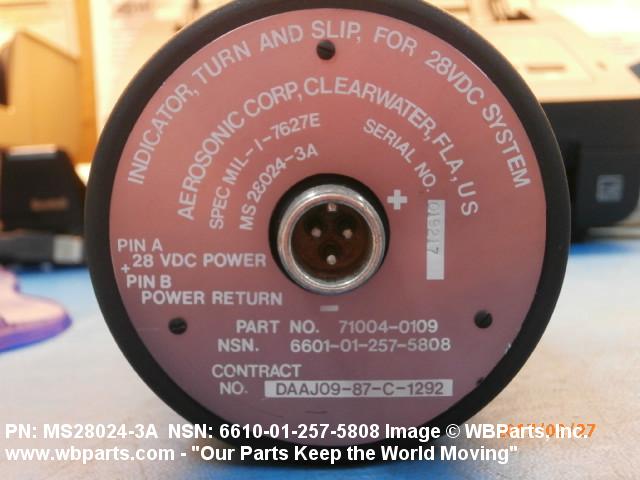 INDICATOR, TURN AND SLIP, FOR 28VDC SYSTEM
AEROSONIC CORP, CLEARWATER, FLA, US
SPEC MIL-I-7627E
MS 28024-3A
SERIAL NO.
019217
+
PIN A
+28 VDC POWER
PIN B
POWER RETURN
-
PART NO. 71004-0109
NSN. 6601-01-257-5808
CONTRACT
NO. DAAJ09-87-C-1292
PN: MS28024-3A NSN: 6610-01-257-5808 Image © WBParts, Inc.
www.wbparts.com - "Our Parts Keep the World Moving"